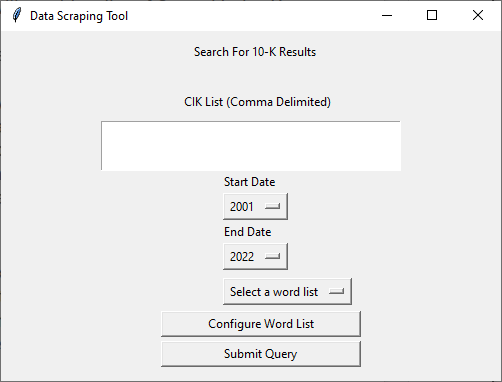 Data Scraping Tool
Search For 10-K Results
CIK List (Comma Delimited)
Start Date
2001
End Date
2022
Select a word list
Configure Word List
Submit Query